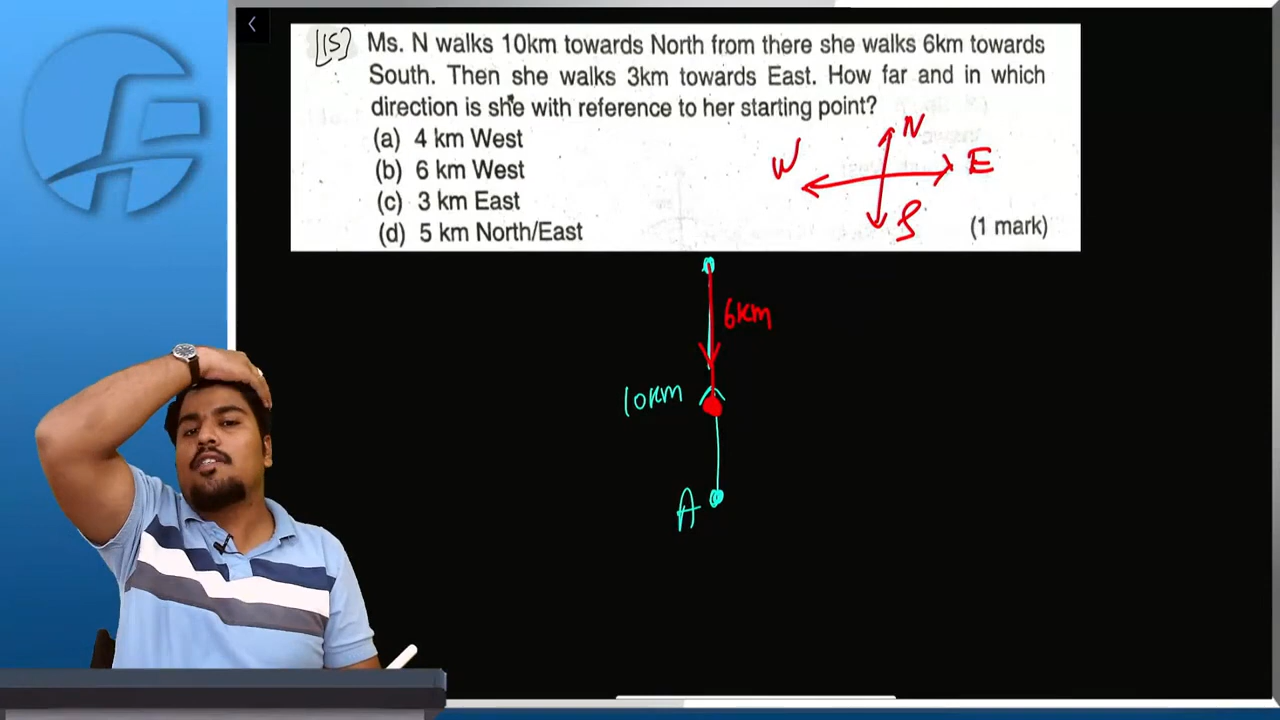 [15] Ms. N walks 10km towards North from there she walks 6km towards
South. Then she walks 3km towards East. How far and in which
direction is she with reference to her starting point?
(a) 4 km West
(b) 6 km West
(c) 3 km East
(d) 5 km North/East
(1 mark)
N
W
E
S
6km
10km
A